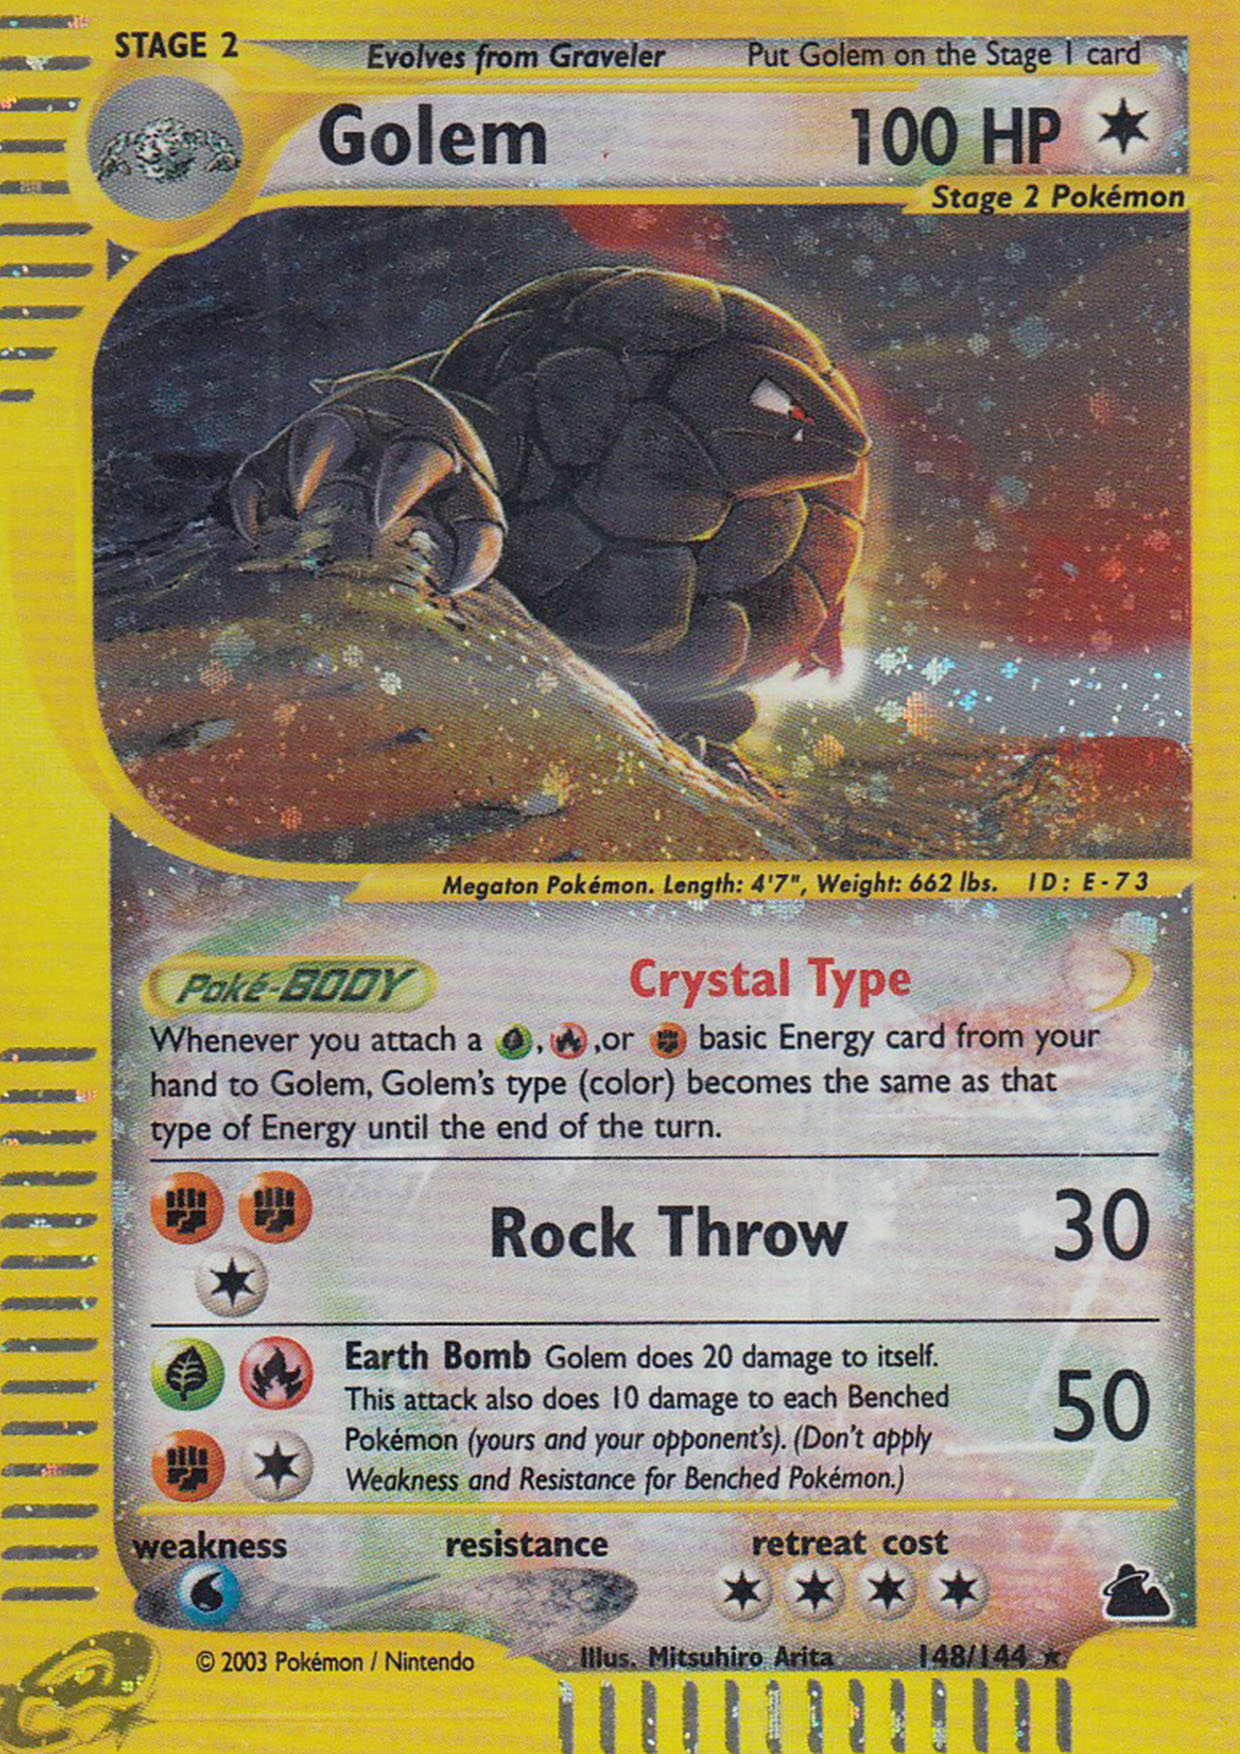 STAGE 2
Evolves from Graveler
Put Golem on the Stage 1 card
Golem
100 HP
Stage 2 Pokémon
Megaton Pokémon. Length: 4'7", Weight: 662 lbs. ID: E-73
Poké-BODY
Crystal Type
Whenever you attach a , ,or basic Energy card from your
hand to Golem, Golem's type (color) becomes the same as that
type of Energy until the end of the turn.
Rock Throw
30
Earth Bomb Golem does 20 damage to itself.
This attack also does 10 damage to each Benched
Pokémon (yours and your opponent's). (Don't apply
Weakness and Resistance for Benched Pokémon.)
50
weakness
resistance
retreat cost
© 2003 Pokémon / Nintendo
Illus. Mitsuhiro Arita
148/144 ★
e